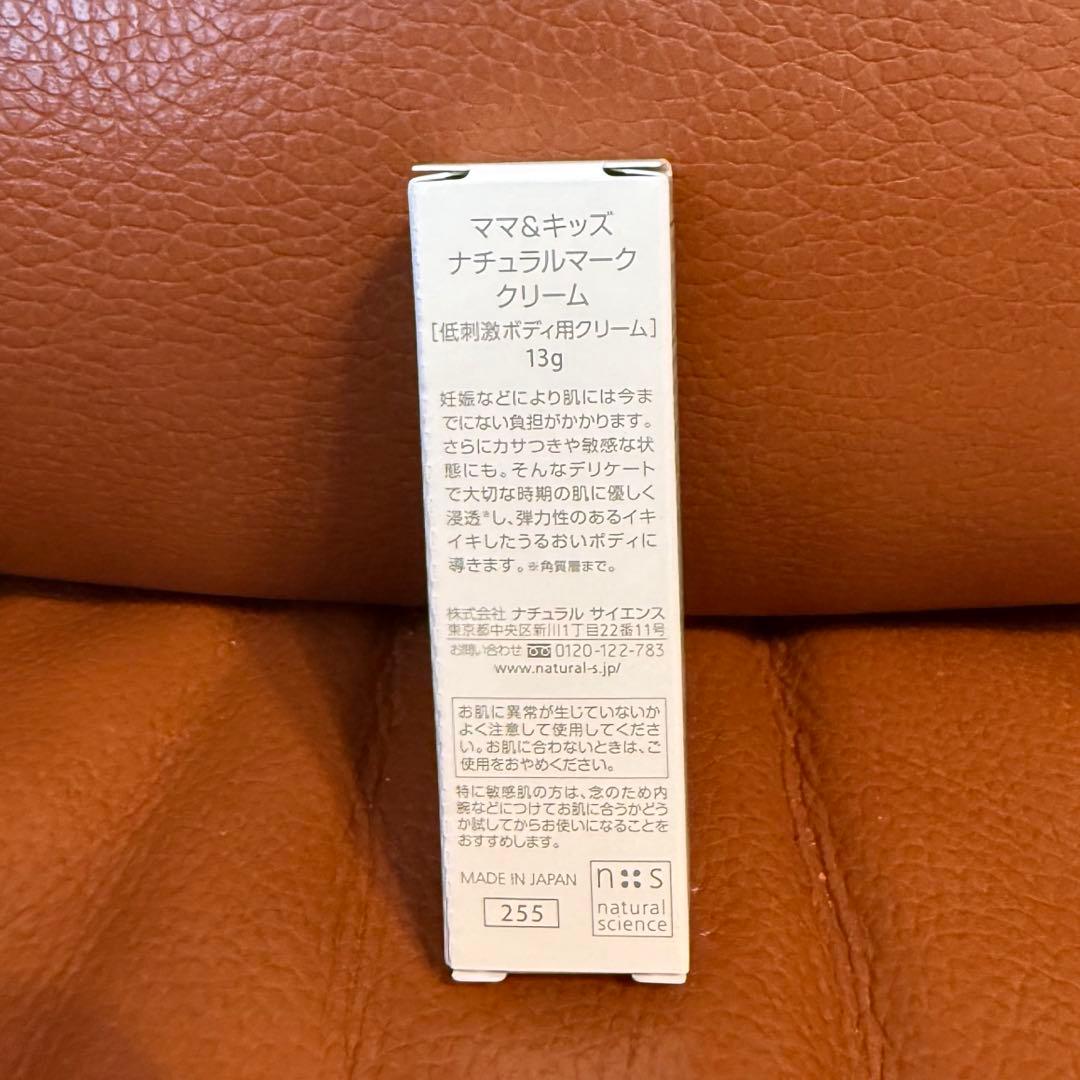 ママ&キッズ
ナチュラルマーク
クリーム
[低刺激ボディ用クリーム]
13g
妊娠などにより肌には今ま
でにない負担がかかります。
さらにカサつきや敏感な状
態にも。そんなデリケート
で大切な時期の肌に優しく
浸透※し、弾力性のあるイキ
イキしたうるおいボディに
導きます。※角質層まで。
株式会社 ナチュラル サイエンス
東京都中央区新川1丁目22番11号
お問い合わせ 0120-122-783
www.natural-s.jp/
お肌に異常が生じていないか
よく注意して使用してくださ
い。お肌に合わないときは、ご
使用をおやめください。
特に敏感肌の方は、念のため内
腕などにつけてお肌に合うかどう
か試してからお使いになることを
おすすめします。
MADE IN JAPAN
255
n s
natural
science